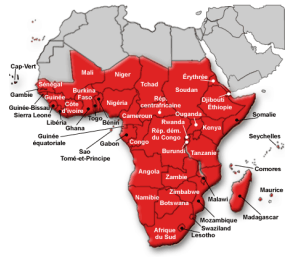 Cap-Vert
Mali
Niger
Tchad
Érythrée
Soudan
Sénégal
Gambie
Guinée
Burkina
Faso
Nigéria
Rép.
centrafricaine
Djibouti
Éthiopie
Guinée-Bissau
Sierra Leone
Côte
d'ivoire
Libéria
Ghana
Togo
Bénin
Cameroun
Ouganda
Somalie
Guinée
équatoriale
Gabon
Congo
Rwanda
Rép. dém.
du Congo
Kenya
Seychelles
Sao
Tomé-et-Principe
Burundi
Tanzanie
Comores
Angola
Zambie
Malawi
Maurice
Namibie
Zimbabwe
Botswana
Mozambique
Madagascar
Swaziland
Afrique
du Sud
Lesotho